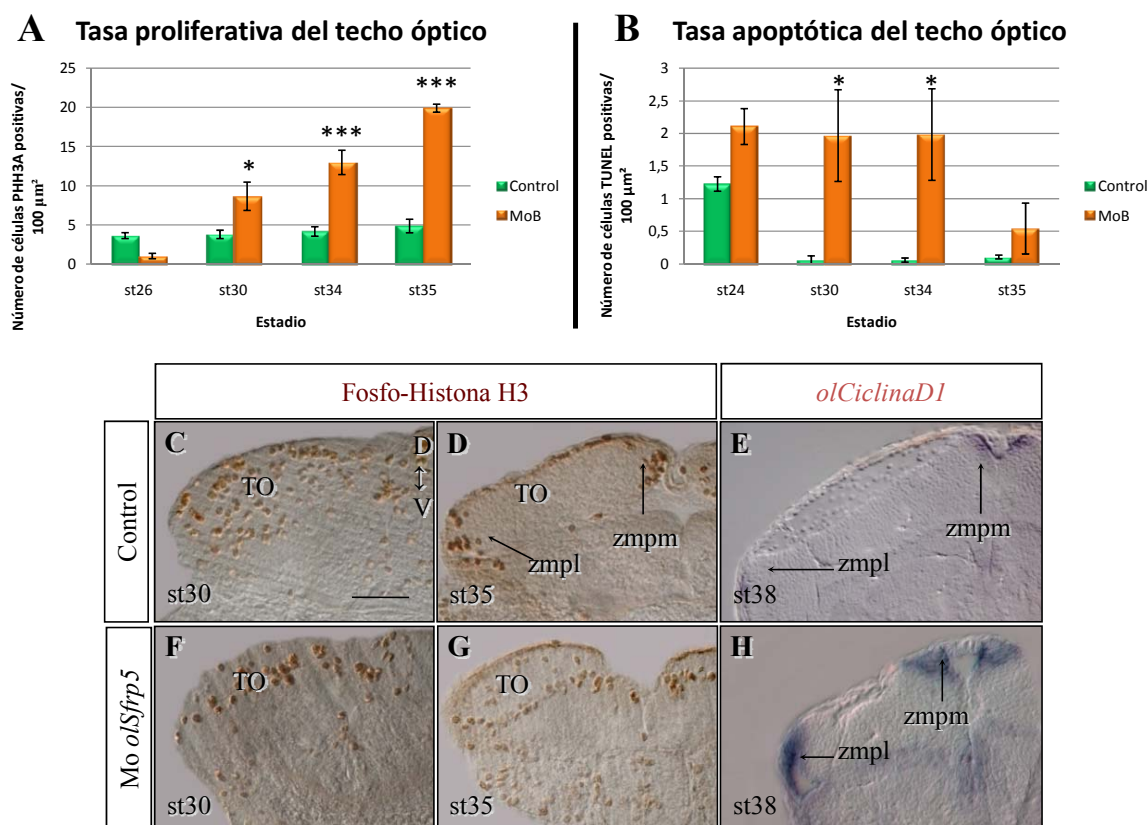 A Tasa proliferativa del techo óptico
Número de células PHH3A positivas/
100 µm²
25
20
15
10
5
0
*
***
***
st26 st30 st34 st35
Estadio
Control
MoB
B Tasa apoptótica del techo óptico
Número de células TUNEL positivas/
100 µm²
3
2,5
2
1,5
1
0,5
0
*
*
st24 st30 st34 st35
Estadio
Control
MoB
Fosfo-Histona H3
olCiclinaD1
Control
C
TO
D
V
st30
D
TO
zmpm
zmpl
st35
E
zmpm
zmpl
st38
Mo olSfrp5
F
TO
st30
G
TO
st35
H
zmpm
zmpl
st38